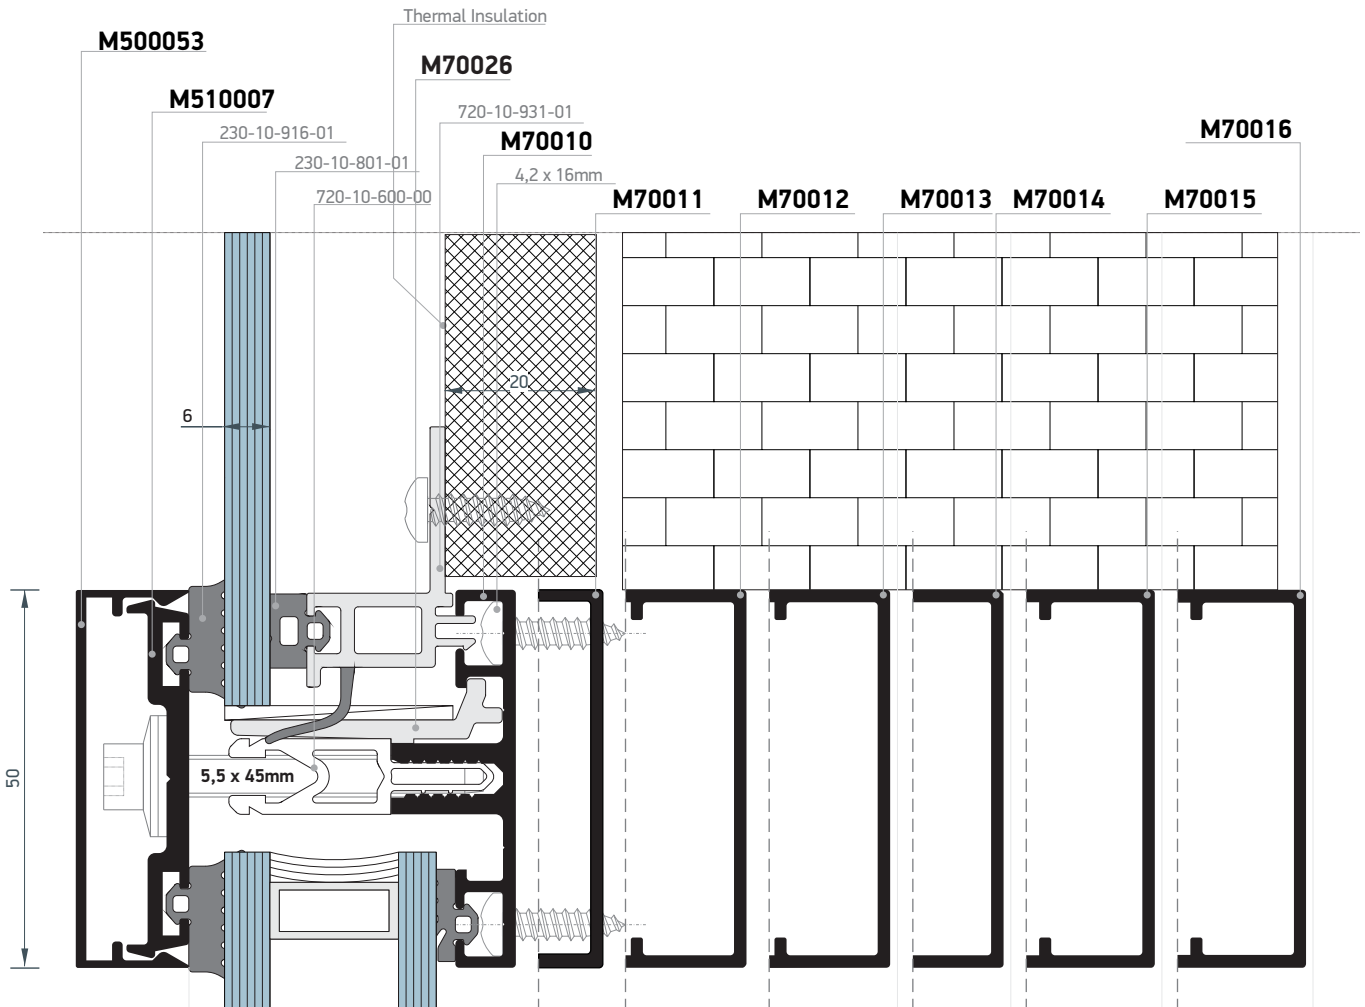 Thermal Insulation
M500053
M70026
M510007
720-10-931-01
230-10-916-01
M70010
M70016
230-10-801-01
4,2 x 16mm
720-10-600-00
M70011
M70012
M70013
M70014
M70015
20
6
50
5,5 x 45mm